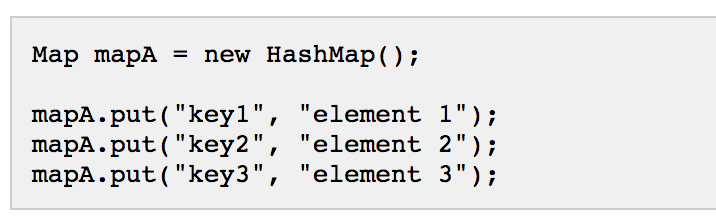 Map mapA = new HashMap();
mapA.put("key1", "element 1");
mapA.put("key2", "element 2");
mapA.put("key3", "element 3");